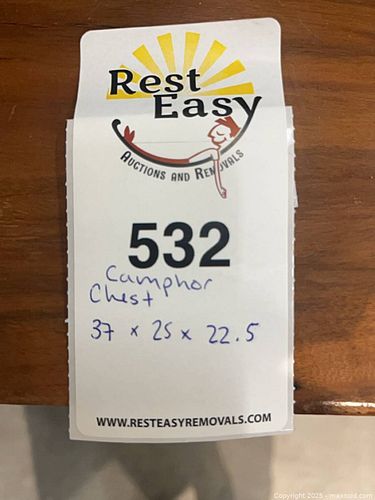 Rest
Easy
AUCTIONS AND REMOVALS
532
Camphor
Chest
37 x 25 x 22.5
WWW.RESTEASYREMOVALS.COM
Copyright 2025 - maxsold.com